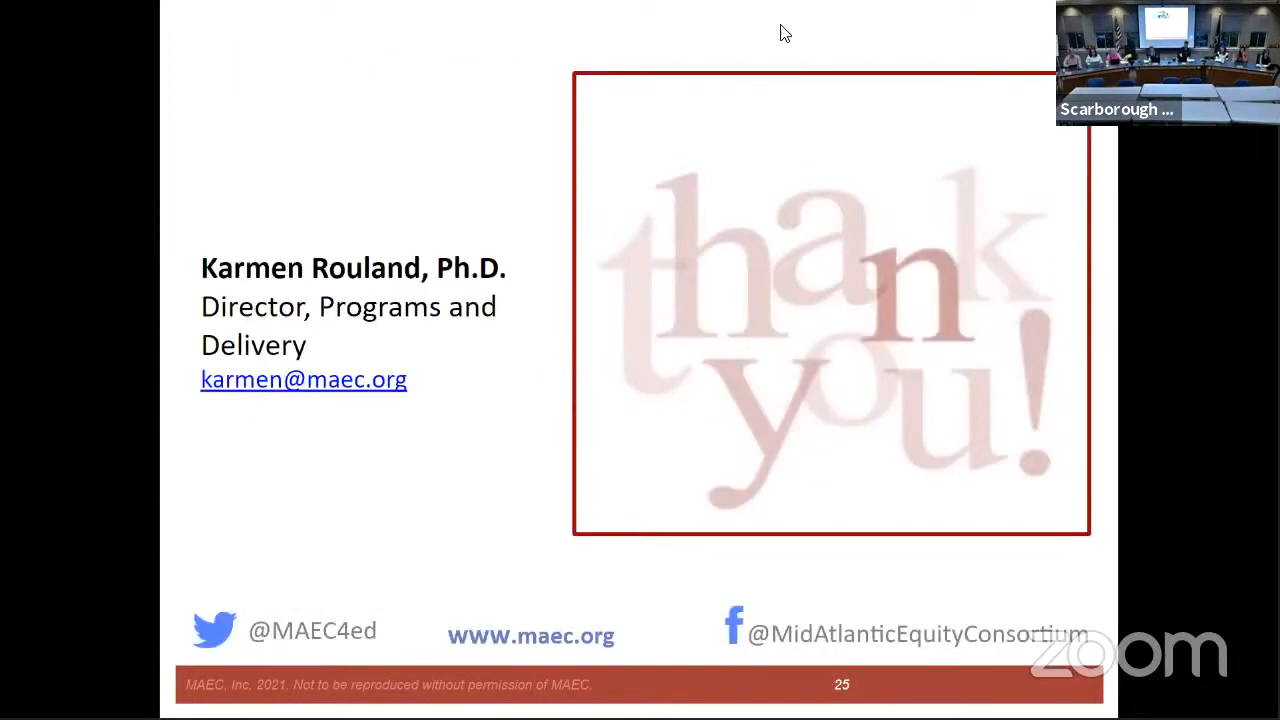 Scarborough ...
thank
you!
Karmen Rouland, Ph.D.
Director, Programs and
Delivery
karmen@maec.org
@MAEC4ed
www.maec.org
@MidAtlanticEquityConsortium
zoom
MAEC, Inc. 2021. Not to be reproduced without permission of MAEC.
25